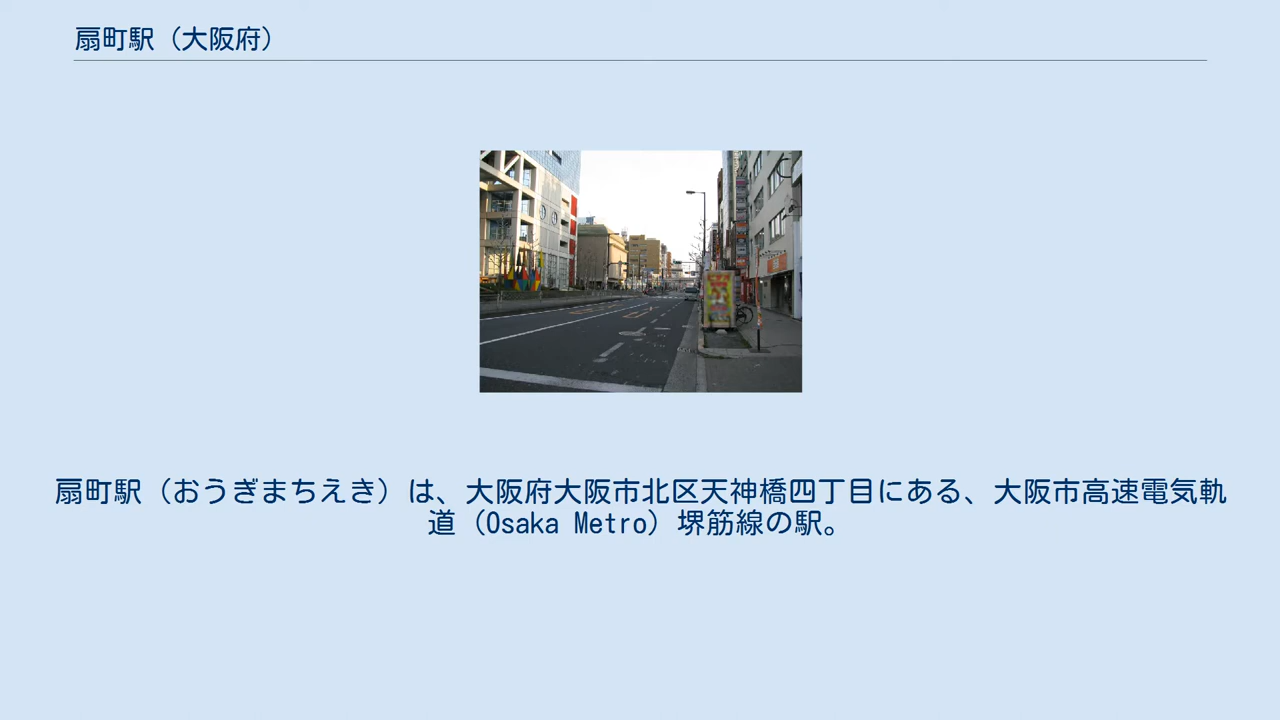 扇町駅（大阪府）
扇町駅（おうぎまちえき）は、大阪府大阪市北区天神橋四丁目にある、大阪市高速電気軌
道（Osaka Metro）堺筋線の駅。